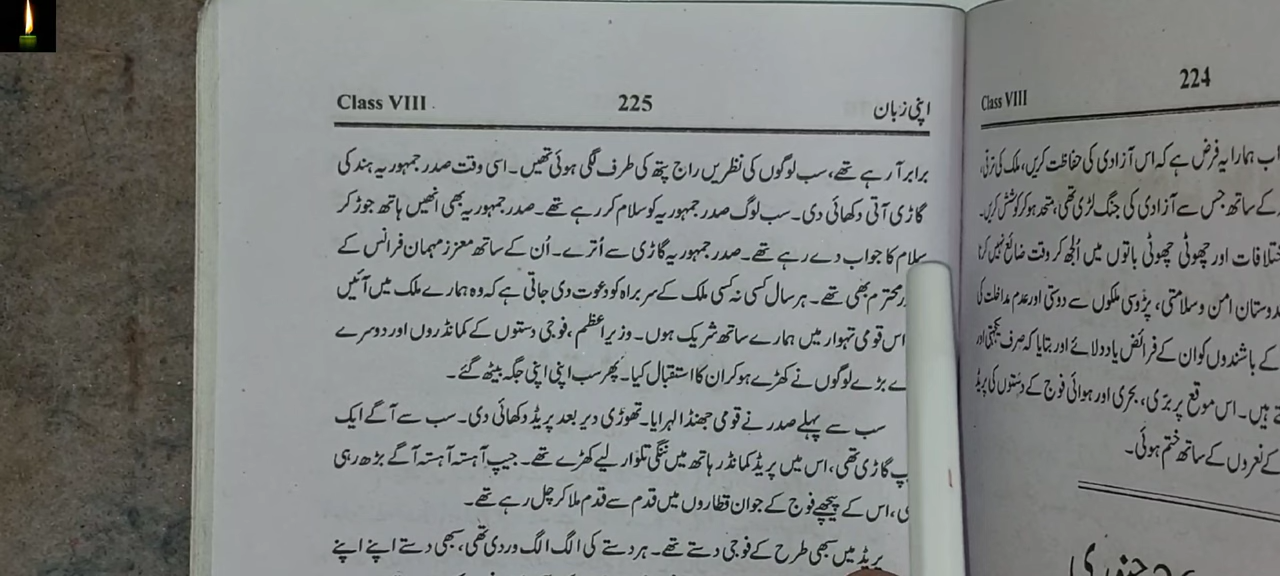 اپنی زبان 225 Class VIII
برابر آ رہے تھے، سب لوگوں کی نظریں راج پتھ کی طرف لگی ہوئی تھیں۔ اسی وقت صدر جمہوریہ ہند کی
گاڑی آتی دکھائی دی۔ سب لوگ صدر جمہوریہ کو سلام کر رہے تھے۔ صدر جمہوریہ بھی انھیں ہاتھ جوڑ کر
سلام کا جواب دے رہے تھے۔ صدر جمہوریہ گاڑی سے اُترے۔ اُن کے ساتھ معزز مہمان فرانس کے
محترم بھی تھے۔ ہر سال کسی نہ کسی ملک کے سربراہ کو دعوت دی جاتی ہے کہ وہ ہمارے ملک میں آئیں
اس قومی تہوار میں ہمارے ساتھ شریک ہوں۔ وزیر اعظم، فوجی دستوں کے کمانڈروں اور دوسرے
بڑے لوگوں نے کھڑے ہو کر ان کا استقبال کیا۔ پھر سب اپنی اپنی جگہ بیٹھ گئے۔
سب سے پہلے صدر نے قومی جھنڈا لہرایا۔ تھوڑی دیر بعد پریڈ دکھائی دی۔ سب سے آگے ایک
گاڑی تھی، اس میں پریڈ کمانڈر ہاتھ میں ننگی تلوار لیے کھڑے تھے۔ جیپ آہستہ آہستہ آگے بڑھ رہی
، اس کے پیچھے فوج کے جوان قطاروں میں قدم سے قدم ملا کر چل رہے تھے۔
پریڈ میں سبھی طرح کے فوجی دستے تھے۔ ہر دستے کی الگ الگ وردی تھی، سبھی دستے اپنے اپنے
224
Class VIII
اب ہمارا یہ فرض ہے کہ اس آزادی کی حفاظت کریں، ملک کی ترقی،
کے ساتھ جس سے آزادی کی جنگ لڑی تھی، متحد ہو کر کوشش کریں۔
اور چھوٹی چھوٹی باتوں میں اُلجھ کر وقت ضائع نہیں کرنا
امن و سلامتی، پڑوسی ملکوں سے دوستی اور عدم مداخلت کی
کے باشندوں کو ان کے فرائض یاد دلائے اور بتایا کہ صرف یکجہتی اور
ہیں۔ اس موقع پر برّی، بحری اور ہوائی فوج کے دستوں کی پریڈ
کے نعروں کے ساتھ ختم ہوئی۔
جنوری